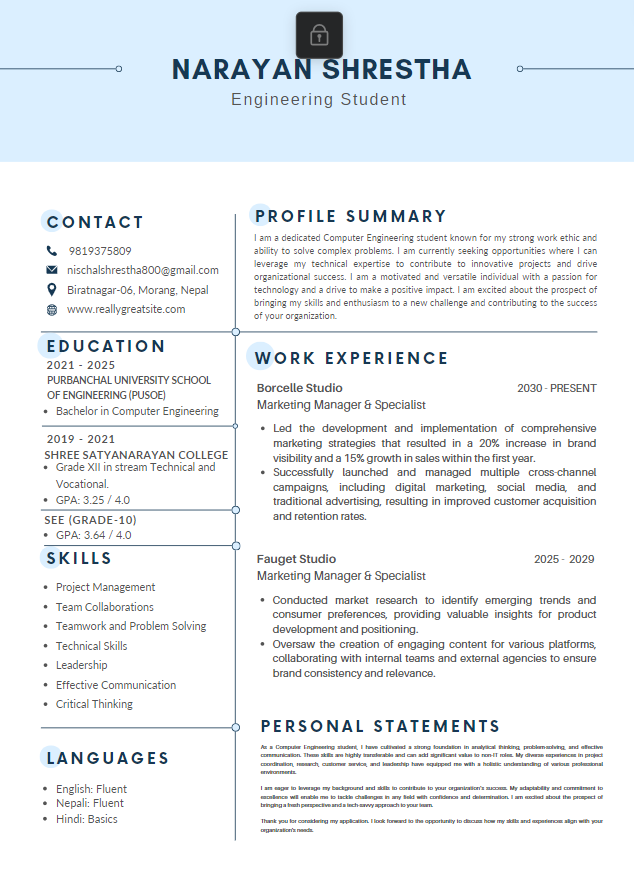 NARAYAN SHRESTHA
Engineering Student
CONTACT
9819375809
nischalshrestha800@gmail.com
Biratnagar-06, Morang, Nepal
www.reallygreatsite.com
EDUCATION
2021 - 2025
PURBANCHAL UNIVERSITY SCHOOL
OF ENGINEERING (PUSOE)
• Bachelor in Computer Engineering
2019 - 2021
SHREE SATYANARAYAN COLLEGE
• Grade XII in stream Technical and
Vocational.
• GPA: 3.25 / 4.0
SEE (GRADE-10)
• GPA: 3.64 / 4.0
SKILLS
• Project Management
• Team Collaborations
• Teamwork and Problem Solving
• Technical Skills
• Leadership
• Effective Communication
• Critical Thinking
LANGUAGES
• English: Fluent
• Nepali: Fluent
• Hindi: Basics
PROFILE SUMMARY
I am a dedicated Computer Engineering student known for my strong work ethic and
ability to solve complex problems. I am currently seeking opportunities where I can
leverage my technical expertise to contribute to innovative projects and drive
organizational success. I am a motivated and versatile individual with a passion for
technology and a drive to make a positive impact. I am excited about the prospect of
bringing my skills and enthusiasm to a new challenge and contributing to the success
of your organization.
WORK EXPERIENCE
Borcelle Studio 2030 - PRESENT
Marketing Manager & Specialist
• Led the development and implementation of comprehensive
marketing strategies that resulted in a 20% increase in brand
visibility and a 15% growth in sales within the first year.
• Successfully launched and managed multiple cross-channel
campaigns, including digital marketing, social media, and
traditional advertising, resulting in improved customer acquisition
and retention rates.
Fauget Studio 2025 - 2029
Marketing Manager & Specialist
• Conducted market research to identify emerging trends and
consumer preferences, providing valuable insights for product
development and positioning.
• Oversaw the creation of engaging content for various platforms,
collaborating with internal teams and external agencies to ensure
brand consistency and relevance.
PERSONAL STATEMENTS
As a Computer Engineering student, I have cultivated a strong foundation in analytical thinking, problem-solving, and effective
communication. These skills are highly transferable and can add significant value to non-IT roles. My diverse experiences in project
coordination, research, customer service, and leadership have equipped me with a holistic understanding of various professional
environments.
I am eager to leverage my background and skills to contribute to your organization's success. My adaptability and commitment to
excellence will enable me to tackle challenges in any field with confidence and determination. I am excited about the prospect of
bringing a fresh perspective and a tech-savvy approach to your team.
Thank you for considering my application. I look forward to the opportunity to discuss how my skills and experiences align with your
organization's needs.